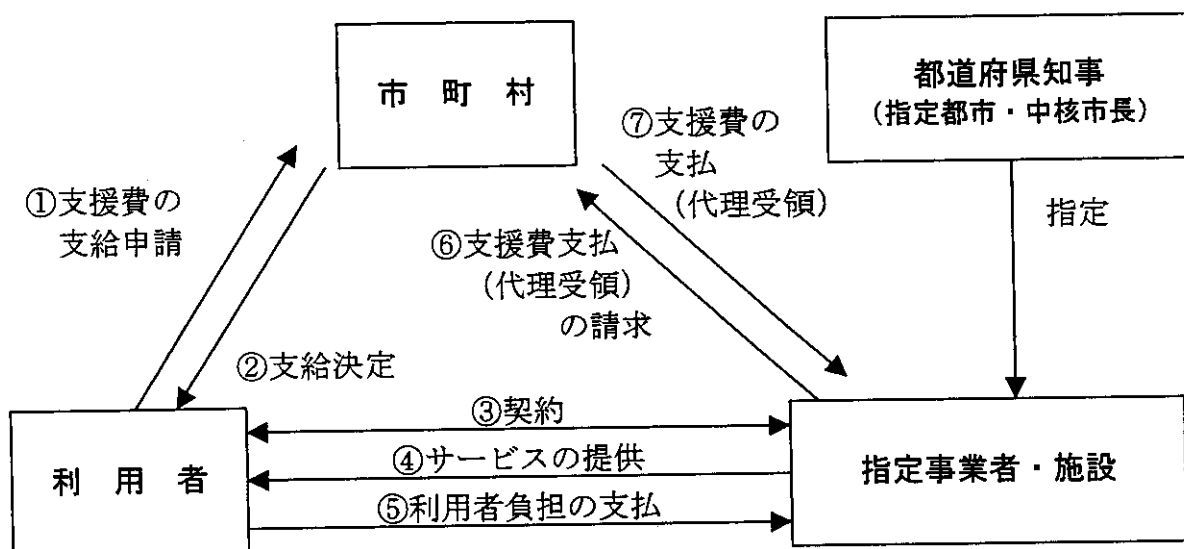 市町村
都道府県知事
(指定都市・中核市長)
⑦支援費の
支払
(代理受領)
①支援費の
支給申請
指定
⑥支援費支払
(代理受領)
の請求
②支給決定
③契約
④サービスの提供
⑤利用者負担の支払
利用者
指定事業者・施設